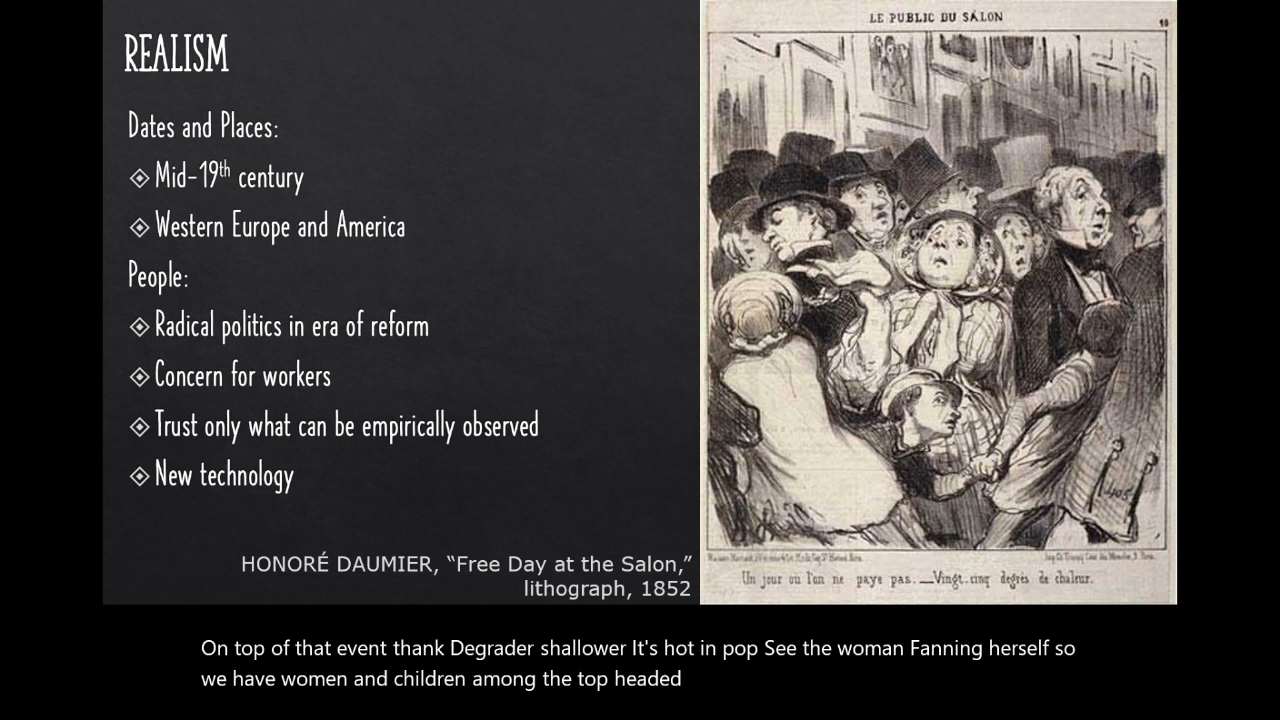 REALISM
Dates and Places:
Mid-19th century
Western Europe and America
People:
Radical politics in era of reform
Concern for workers
Trust only what can be empirically observed
New technology
HONORÉ DAUMIER, “Free Day at the Salon,”
lithograph, 1852
LE PUBLIC DU SALON
10
Un jour où l'on ne paye pas. — Vingt-cinq degrés de chaleur.
On top of that event thank Degrader shallower It's hot in pop See the woman Fanning herself so
we have women and children among the top headed